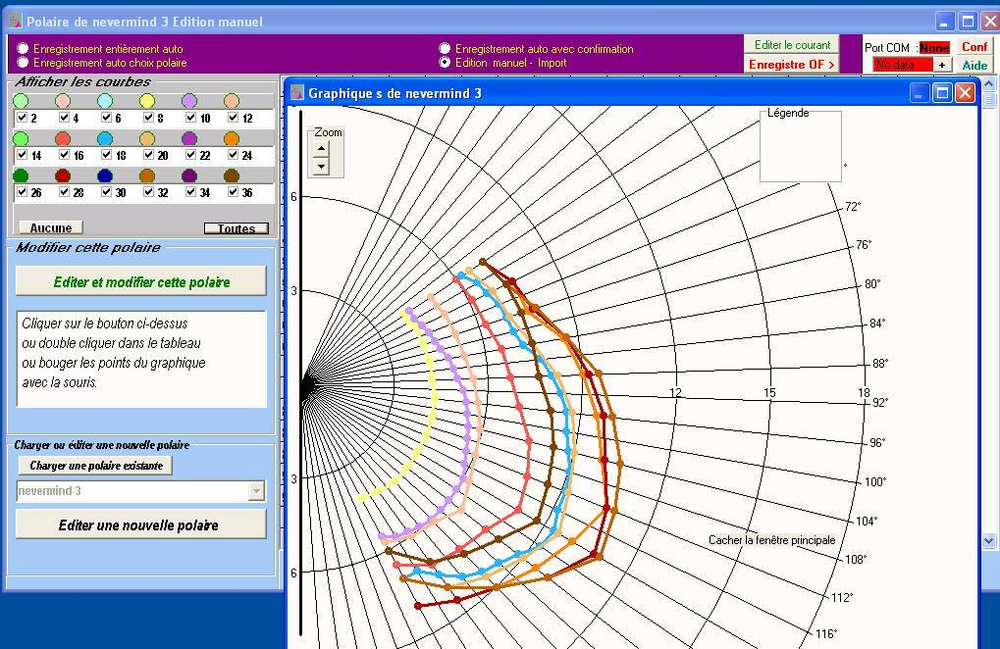 Polaire de nevermind 3 Edition manuel
Enregistrement entièrement auto
Enregistrement auto avec confirmation
Editer le courant
Port COM : None
Conf
Enregistrement auto choix polaire
Edition manuel - Import
Enregistre OF >
No data
+
Aide
Afficher les courbes
2 4 6 8 10 12
14 16 18 20 22 24
26 28 30 32 34 36
Aucune
Toutes
Modifier cette polaire
Editer et modifier cette polaire
Cliquer sur le bouton ci-dessus
ou double cliquer dans le tableau
ou bouger les points du graphique
avec la souris.
Charger ou éditer une nouvelle polaire
Charger une polaire existante
nevermind 3
Editer une nouvelle polaire
Graphique s de nevermind 3
Zoom
Légende
6
3
3
6
12
15
18
72°
76°
80°
84°
88°
92°
96°
100°
104°
108°
112°
116°
Cacher la fenêtre principale